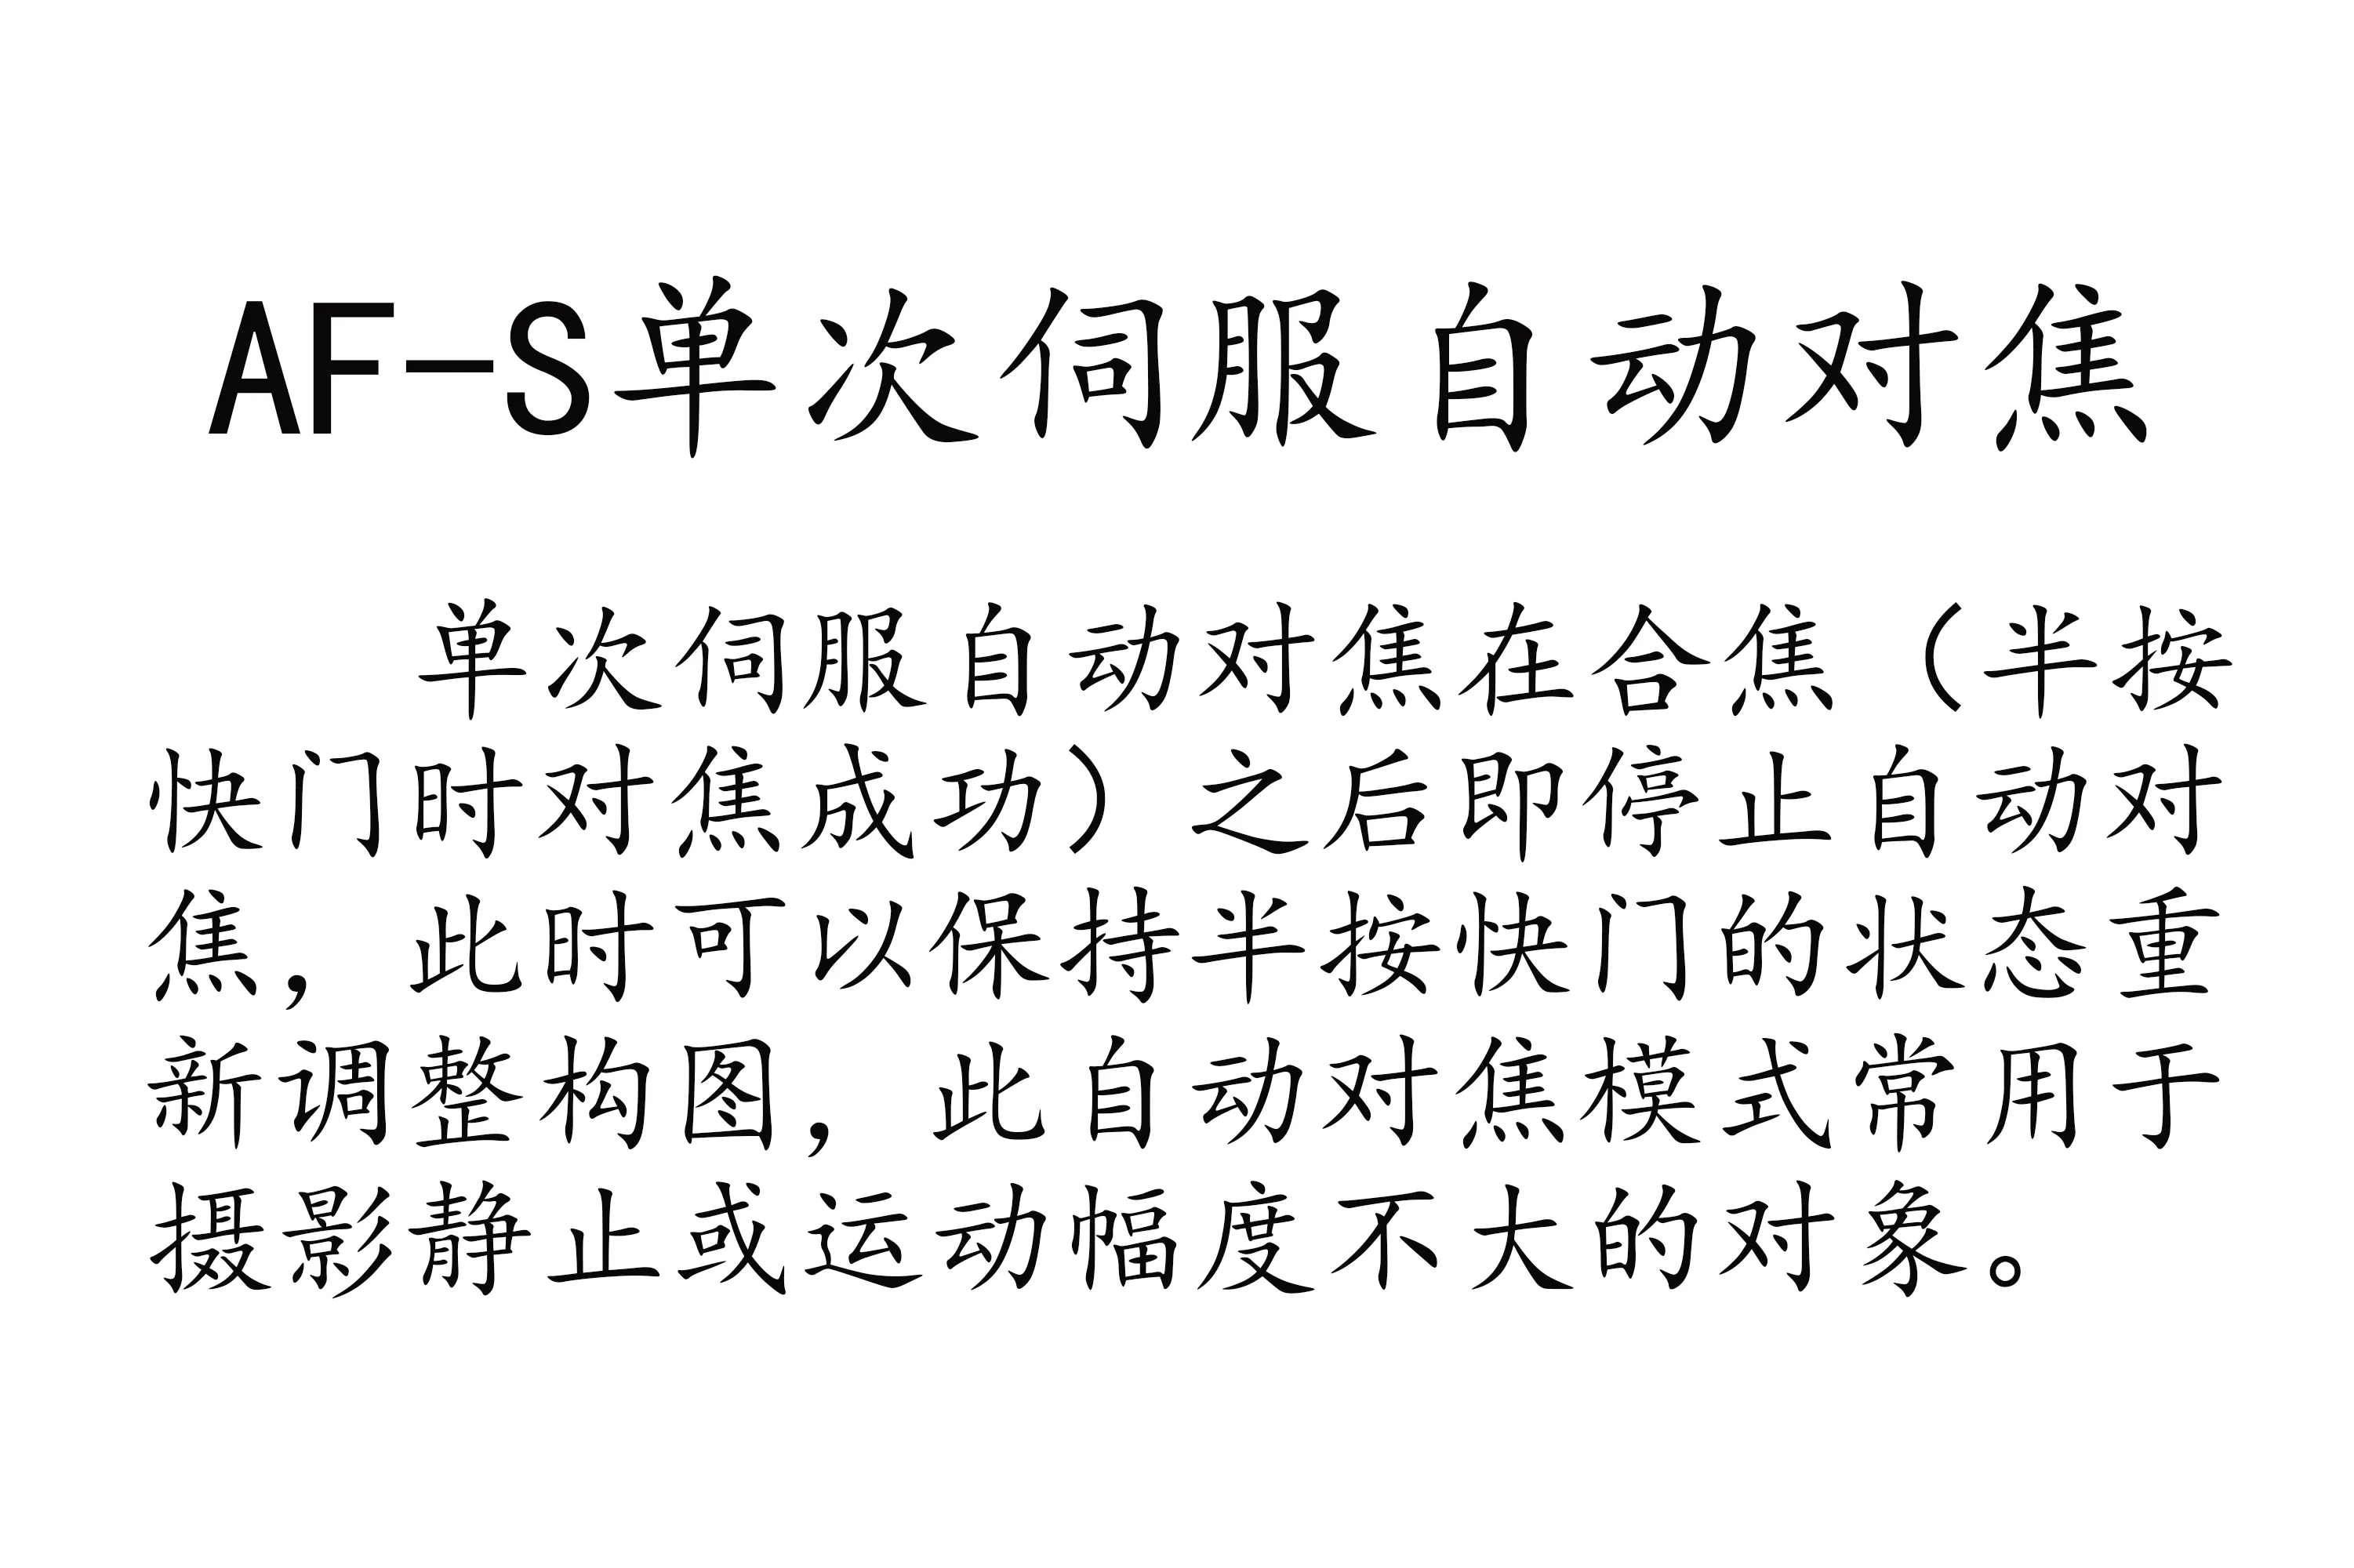 AF-S单次伺服自动对焦
单次伺服自动对焦在合焦（半按
快门时对焦成功）之后即停止自动对
焦，此时可以保持半按快门的状态重
新调整构图，此自动对焦模式常用于
摄影静止或运动幅度不大的对象。